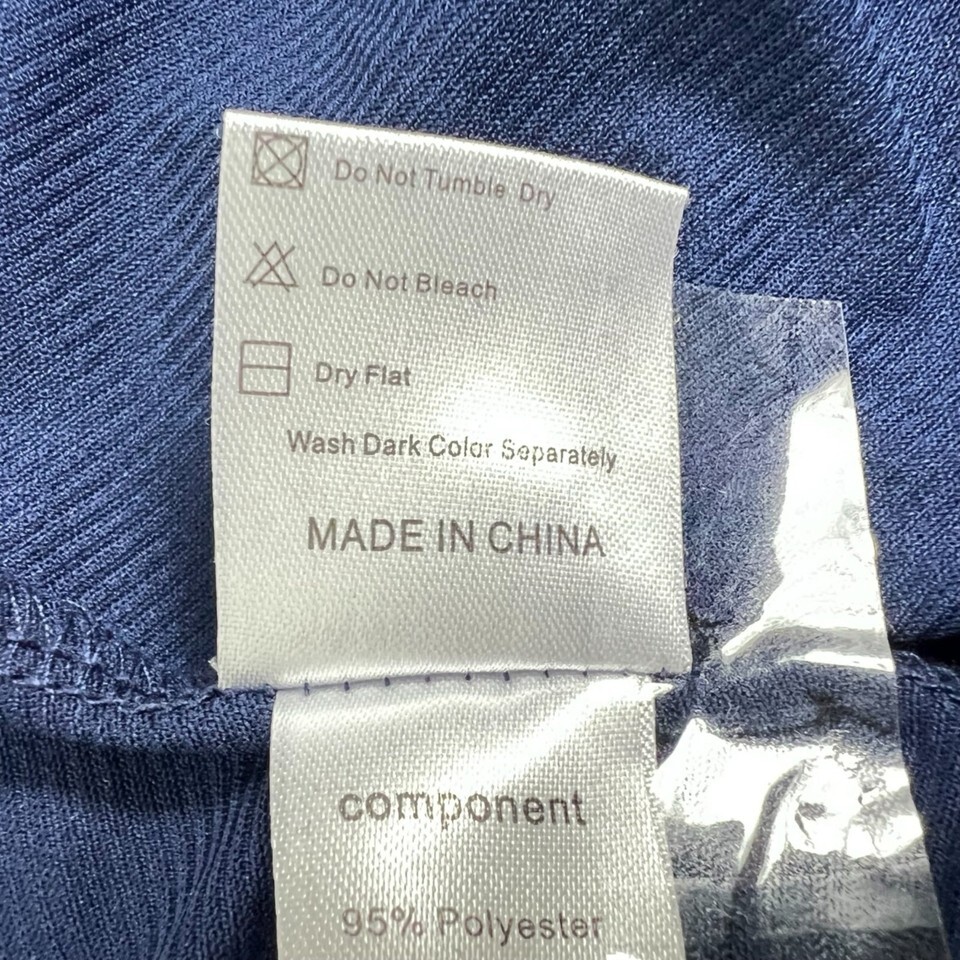 Do Not Tumble Dry
Do Not Bleach
Dry Flat
Wash Dark Color Separately
MADE IN CHINA
component
95% Polyester